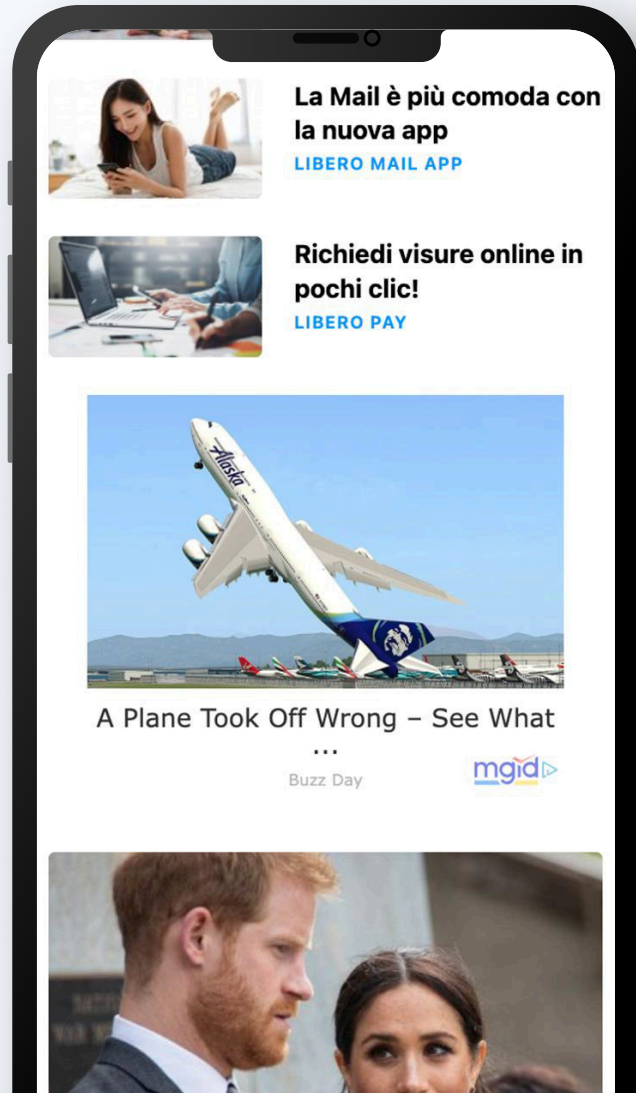 La Mail è più comoda con
la nuova app
LIBERO MAIL APP
Richiedi visure online in
pochi clic!
LIBERO PAY
Alaska
A Plane Took Off Wrong – See What
...
Buzz Day
mgid